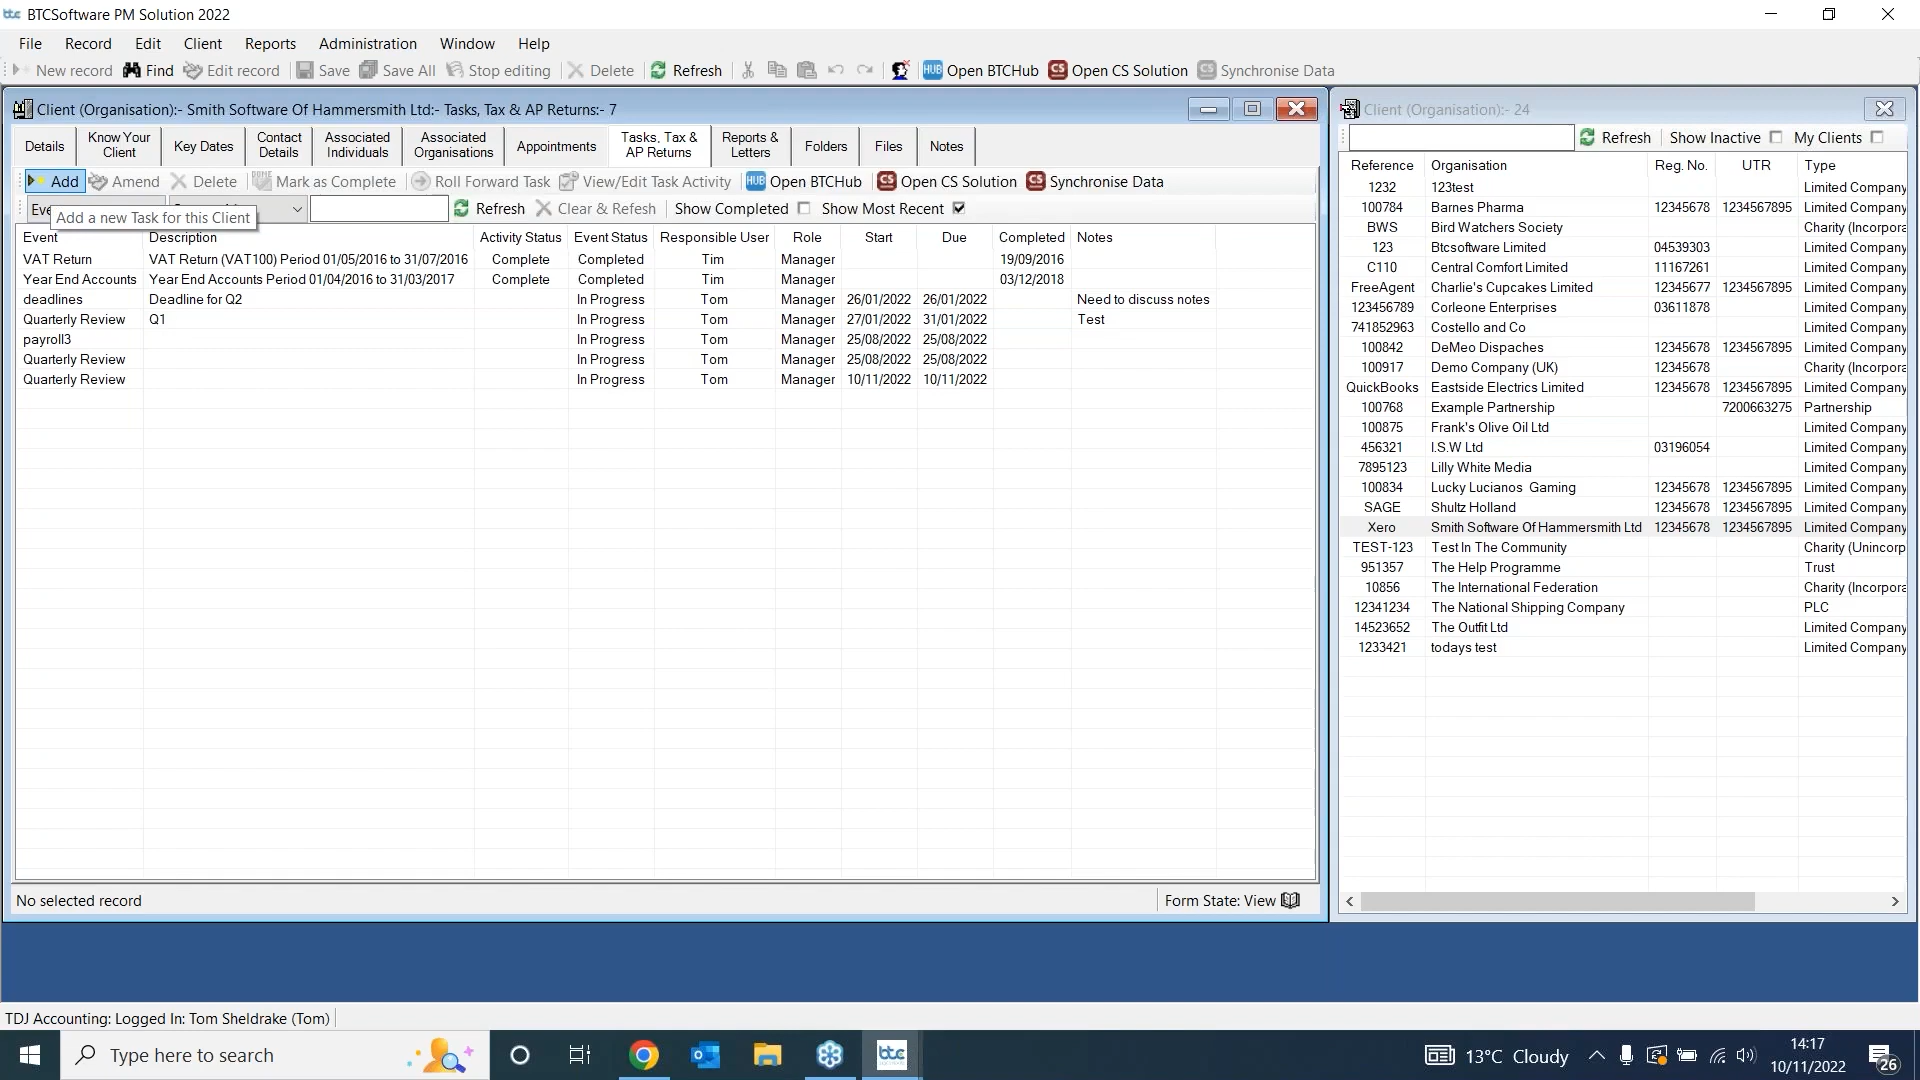 btc BTCSoftware PM Solution 2022
File Record Edit Client Reports Administration Window Help
New record Find Edit record Save Save All Stop editing Delete Refresh HUB Open BTCHub CS Open CS Solution CS Synchronise Data
Client (Organisation):- Smith Software Of Hammersmith Ltd:- Tasks, Tax & AP Returns:- 7
Details Know Your Client Key Dates Contact Details Associated Individuals Associated Organisations Appointments Tasks, Tax & AP Returns Reports & Letters Folders Files Notes
Add Amend Delete DONE Mark as Complete Roll Forward Task View/Edit Task Activity HUB Open BTCHub CS Open CS Solution CS Synchronise Data
Refresh Clear & Refesh Show Completed Show Most Recent
Add a new Task for this Client
Event Description Activity Status Event Status Responsible User Role Start Due Completed Notes
VAT Return VAT Return (VAT100) Period 01/05/2016 to 31/07/2016 Complete Completed Tim Manager 19/09/2016
Year End Accounts Year End Accounts Period 01/04/2016 to 31/03/2017 Complete Completed Tim Manager 03/12/2018
deadlines Deadline for Q2 In Progress Tom Manager 26/01/2022 26/01/2022 Need to discuss notes
Quarterly Review Q1 In Progress Tom Manager 27/01/2022 31/01/2022 Test
payroll3 In Progress Tom Manager 25/08/2022 25/08/2022
Quarterly Review In Progress Tom Manager 25/08/2022 25/08/2022
Quarterly Review In Progress Tom Manager 10/11/2022 10/11/2022
No selected record Form State: View
Client (Organisation):- 24
Refresh Show Inactive My Clients
Reference Organisation Reg. No. UTR Type
1232 123test Limited Company
100784 Barnes Pharma 12345678 1234567895 Limited Company
BWS Bird Watchers Society Charity (Incorpora
123 Btcsoftware Limited 04539303 Limited Company
C110 Central Comfort Limited 11167261 Limited Company
FreeAgent Charlie's Cupcakes Limited 12345677 1234567895 Limited Company
123456789 Corleone Enterprises 03611878 Limited Company
741852963 Costello and Co Limited Company
100842 DeMeo Dispaches 12345678 1234567895 Limited Company
100917 Demo Company (UK) 12345678 Charity (Incorpora
QuickBooks Eastside Electrics Limited 12345678 1234567895 Limited Company
100768 Example Partnership 7200663275 Partnership
100875 Frank's Olive Oil Ltd Limited Company
456321 I.S.W Ltd 03196054 Limited Company
7895123 Lilly White Media Limited Company
100834 Lucky Lucianos Gaming 12345678 1234567895 Limited Company
SAGE Shultz Holland 12345678 1234567895 Limited Company
Xero Smith Software Of Hammersmith Ltd 12345678 1234567895 Limited Company
TEST-123 Test In The Community Charity (Unincorp
951357 The Help Programme Trust
10856 The International Federation Charity (Incorpora
12341234 The National Shipping Company PLC
14523652 The Outfit Ltd Limited Company
1233421 todays test Limited Company
TDJ Accounting: Logged In: Tom Sheldrake (Tom)
Type here to search btc 13°C Cloudy 14:17
10/11/2022 26